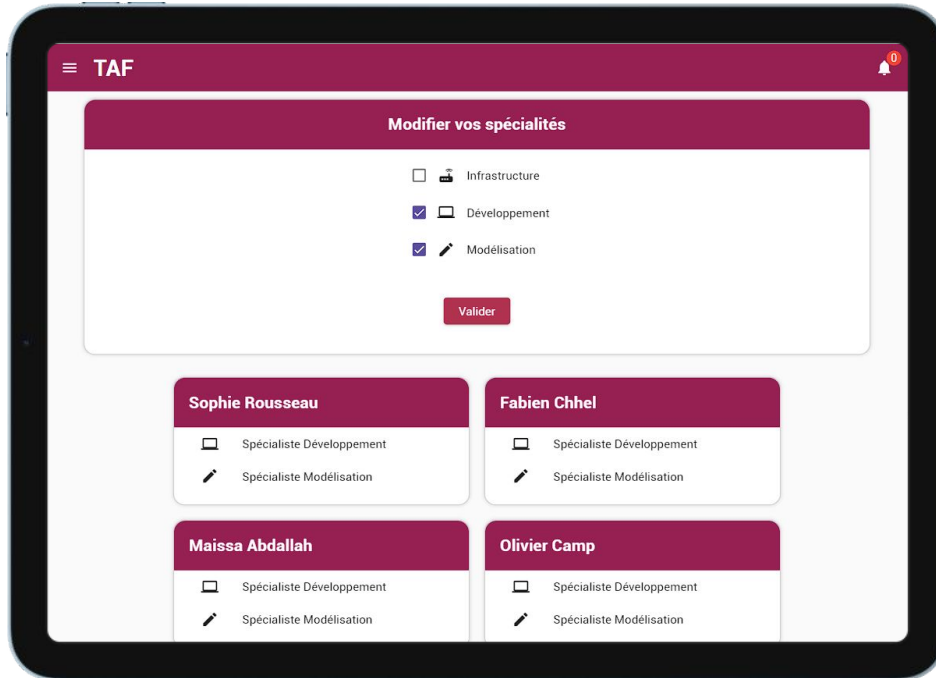 TAF
0
Modifier vos spécialités
Infrastructure
Développement
Modélisation
Valider
Sophie Rousseau
Spécialiste Développement
Spécialiste Modélisation
Fabien Chhel
Spécialiste Développement
Spécialiste Modélisation
Maissa Abdallah
Spécialiste Développement
Spécialiste Modélisation
Olivier Camp
Spécialiste Développement
Spécialiste Modélisation